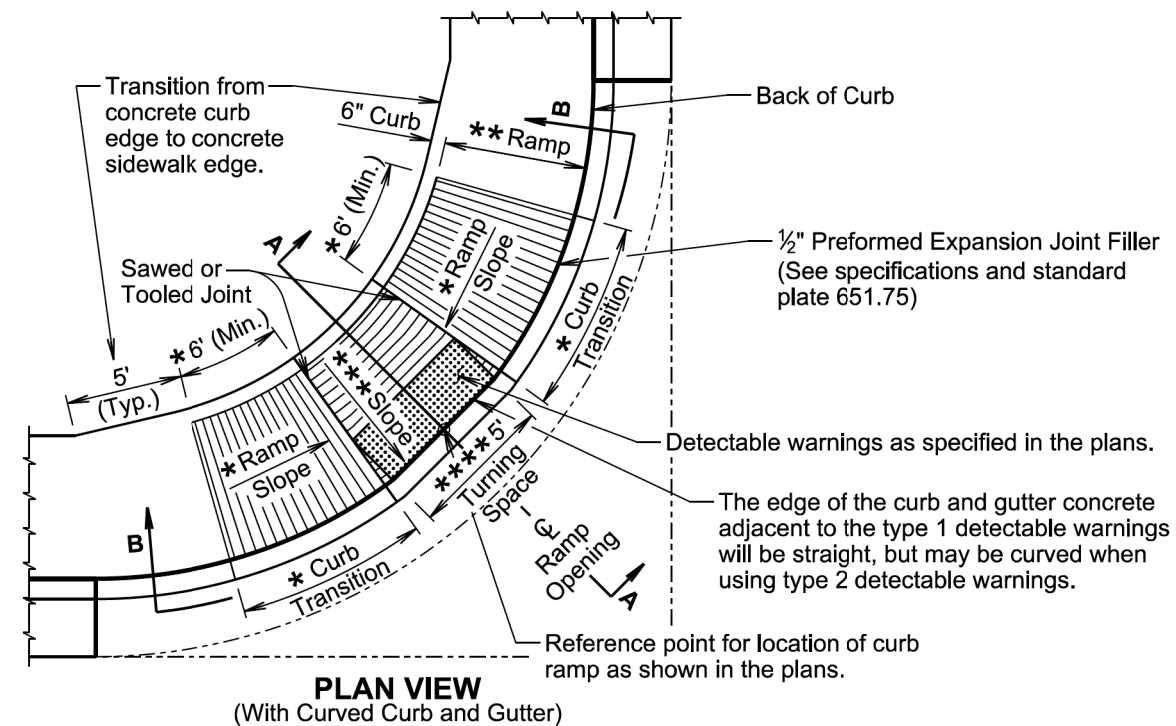 Transition from
concrete curb
edge to concrete
sidewalk edge.
6" Curb
B
** Ramp
Back of Curb
* 6' (Min.)
A
* Ramp
Slope
½" Preformed Expansion Joint Filler
(See specifications and standard
plate 651.75)
Sawed or
Tooled Joint
* Curb
Transition
* 6' (Min.)
5'
(Typ.)
*** Slope
* Ramp
Slope
Detectable warnings as specified in the plans.
**** 5'
Turning
Space
The edge of the curb and gutter concrete
adjacent to the type 1 detectable warnings
will be straight, but may be curved when
using type 2 detectable warnings.
B
℄
Ramp
Opening
A
* Curb
Transition
Reference point for location of curb
ramp as shown in the plans.
PLAN VIEW
(With Curved Curb and Gutter)